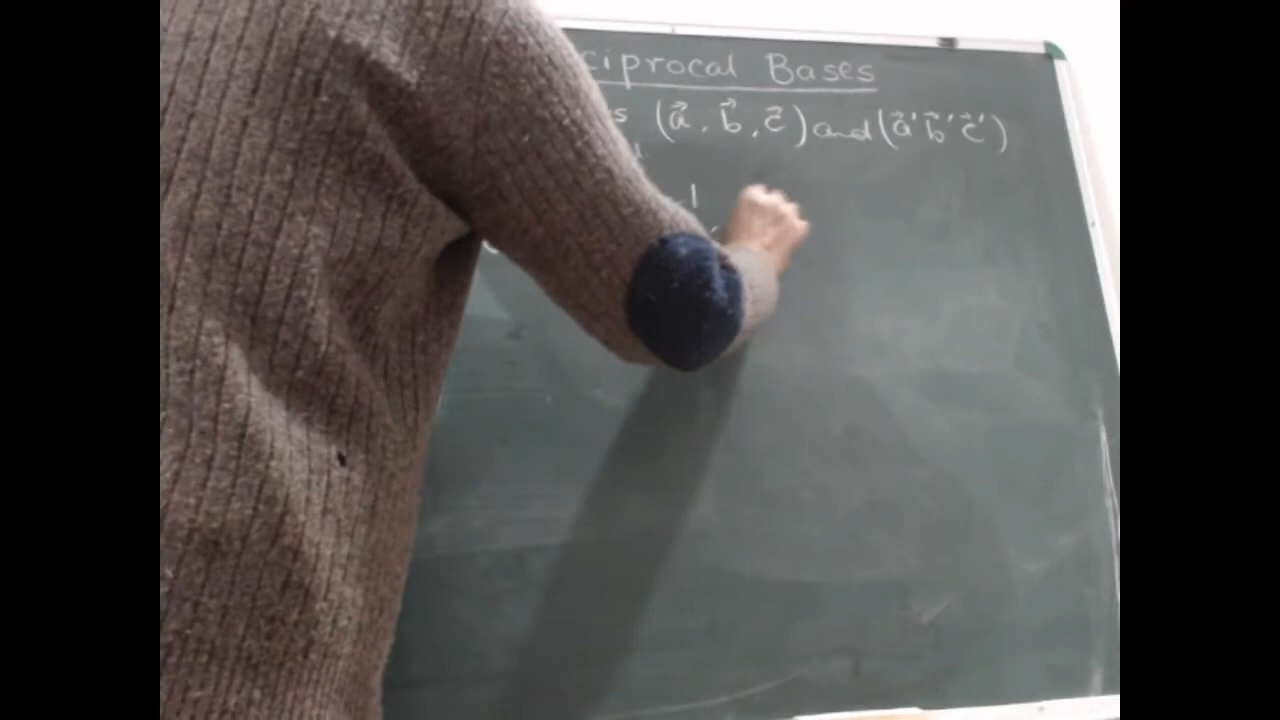 ciprocal Bases
s (a⃗, b⃗, c⃗) and (a⃗' b⃗' c⃗')